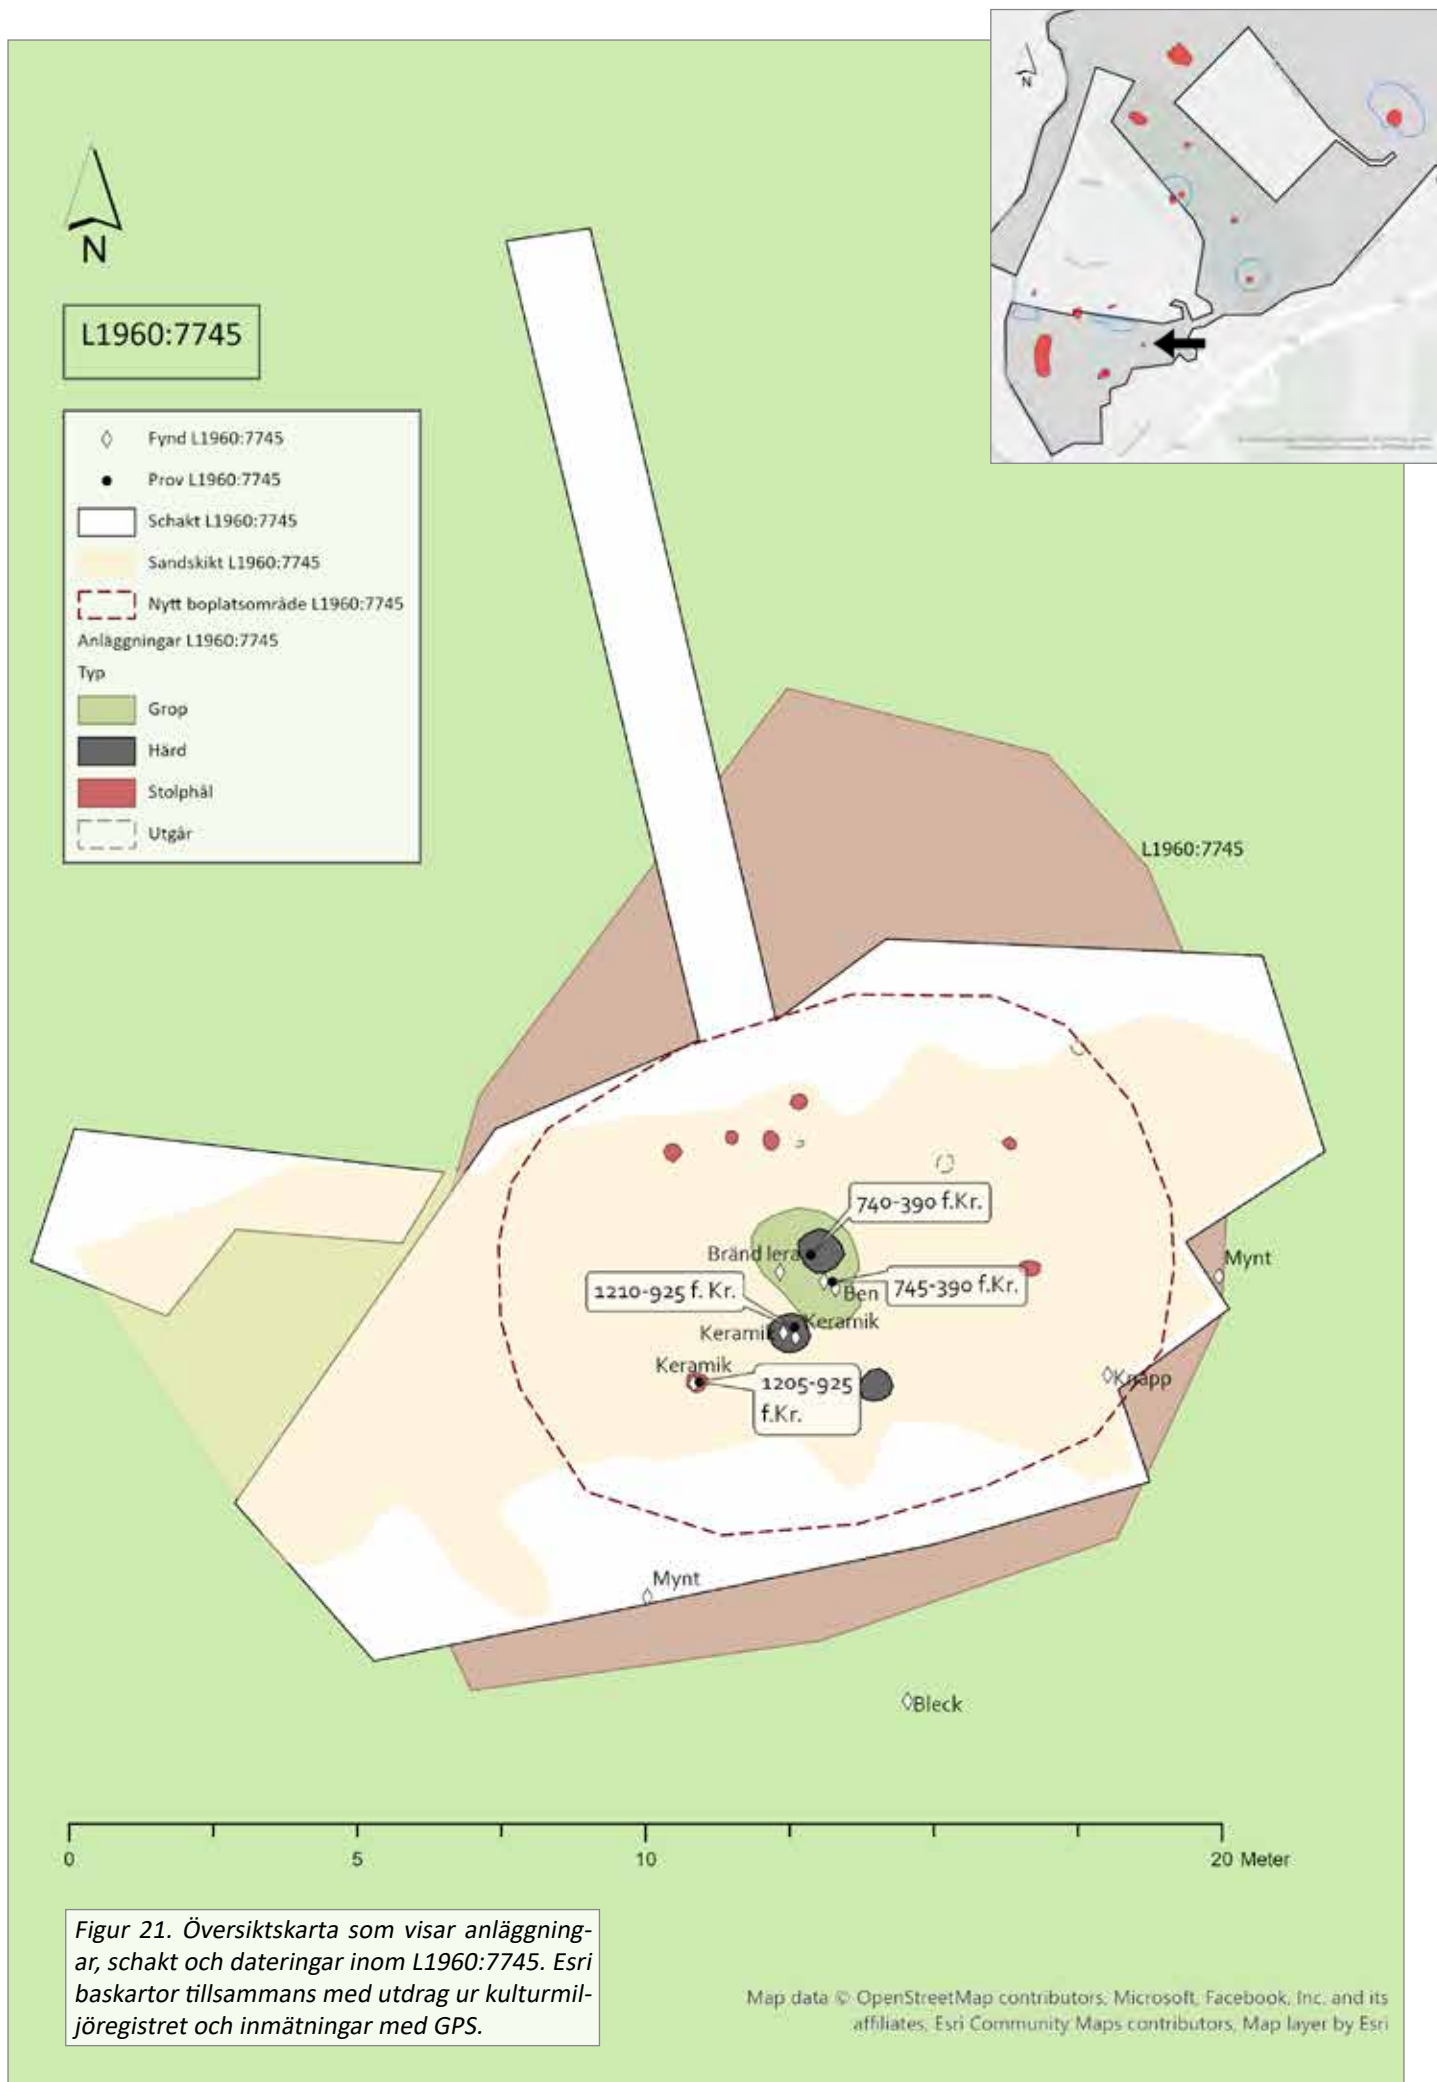 N
N
L1960:7745
Fynd L1960:7745
Prov L1960:7745
Schakt L1960:7745
Sandskikt L1960:7745
Nytt boplatsområde L1960:7745
Anläggningar L1960:7745
Typ
Grop
Härd
Stolphål
Utgår
L1960:7745
740-390 f.Kr.
Bränd lera
Mynt
1210-925 f. Kr.
Ben
745-390 f.Kr.
Keramik
Keramik
Keramik
1205-925
f.Kr.
Knapp
Mynt
Bleck
0
5
10
20 Meter
Figur 21. Översiktskarta som visar anläggning-
ar, schakt och dateringar inom L1960:7745. Esri
baskartor tillsammans med utdrag ur kulturmil-
jöregistret och inmätningar med GPS.
Map data © OpenStreetMap contributors, Microsoft, Facebook, Inc. and its
affiliates, Esri Community Maps contributors, Map layer by Esri